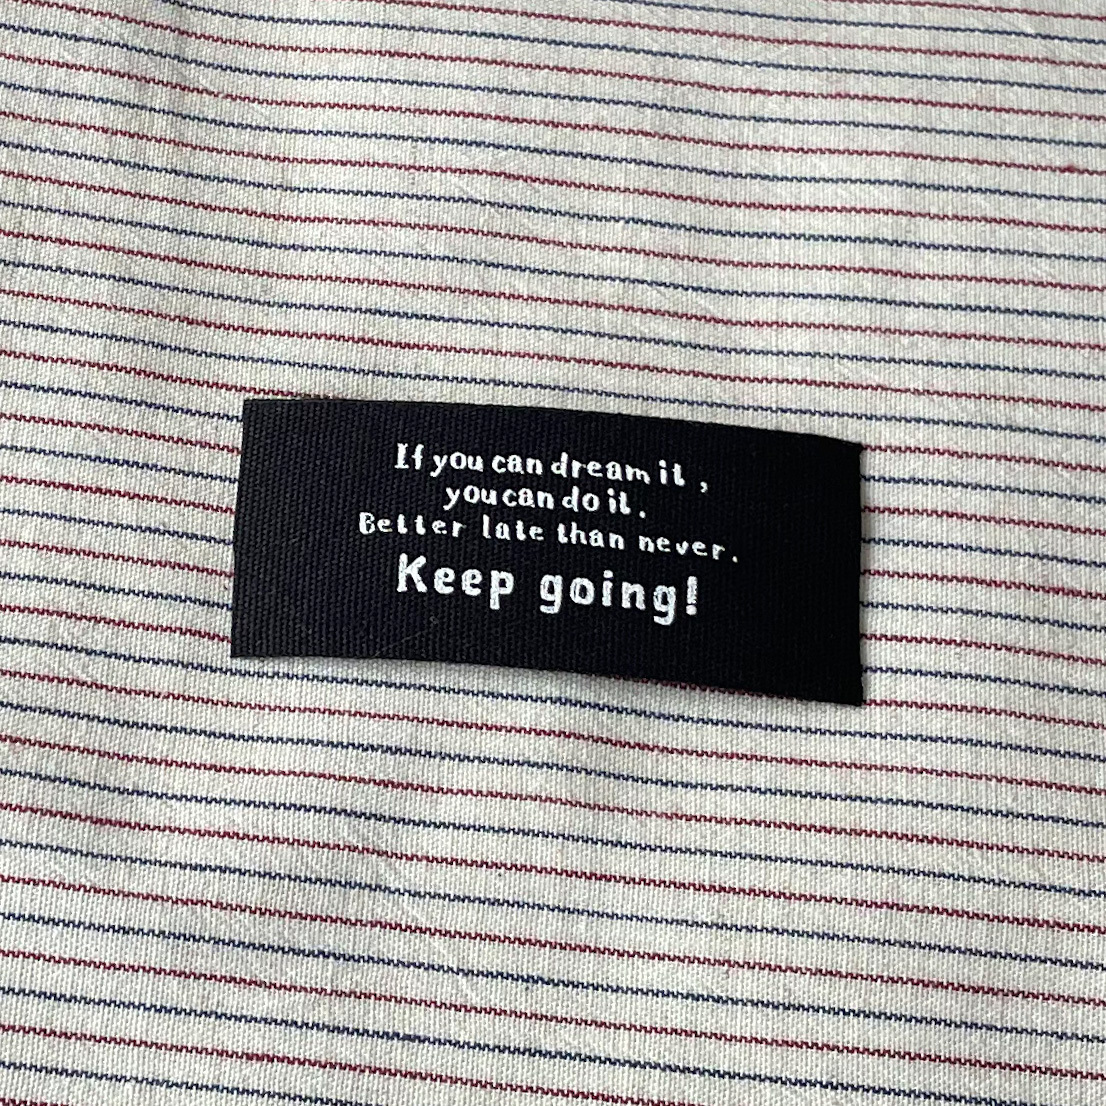 If you can dream it ,
you can do it .
Better late than never.
Keep going!